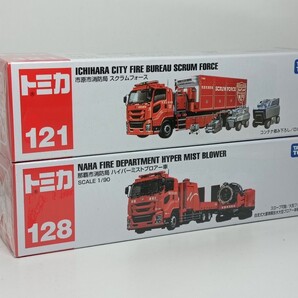 トミカ
121
ICHIHARA CITY FIRE BUREAU SCRUM FORCE
市原市消防局 スクラムフォース
トミカ
128
NAHA FIRE DEPARTMENT HYPER MIST BLOWER
那覇市消防局 ハイパーミストブロアー車
SCALE 1/90